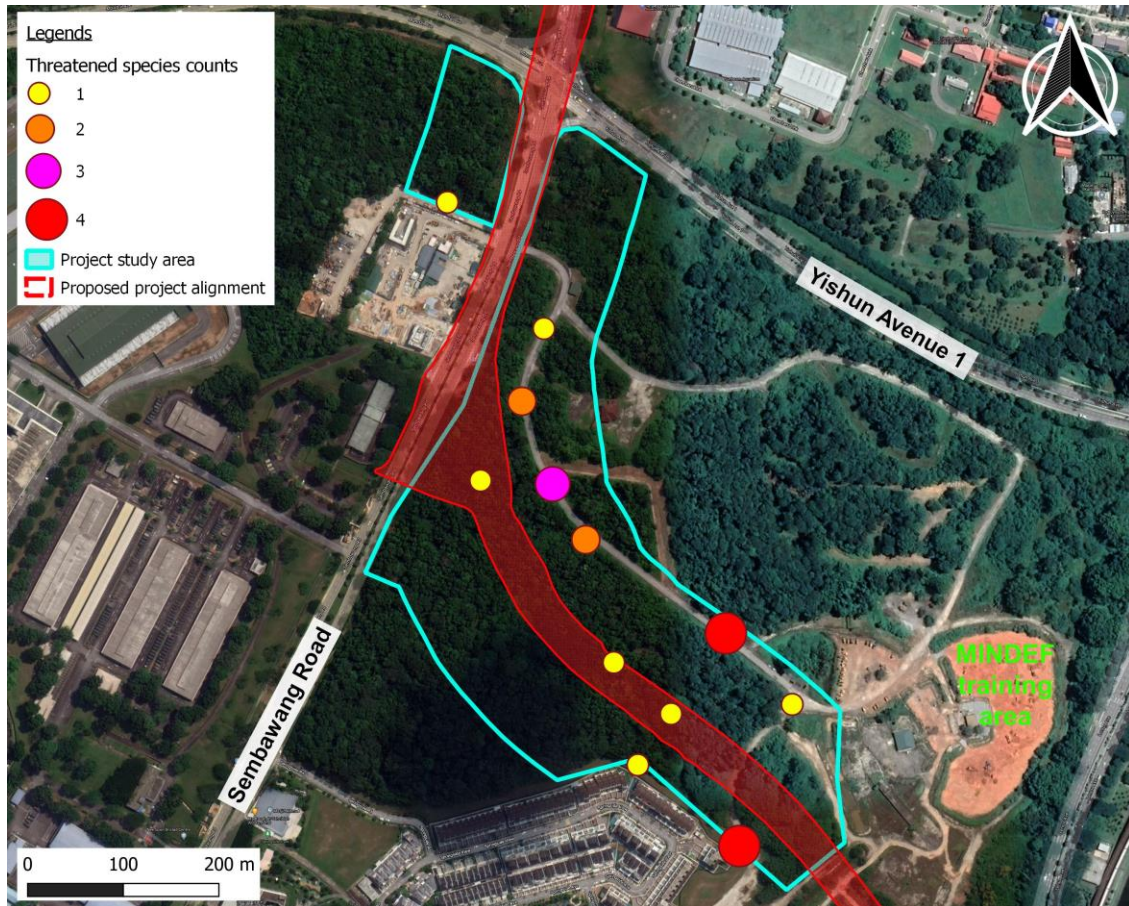 Legends
Threatened species counts
1
2
3
4
Project study area
Proposed project alignment
Yishun Avenue 1
MINDEF
training
area
Sembawang Road
0 100 200 m